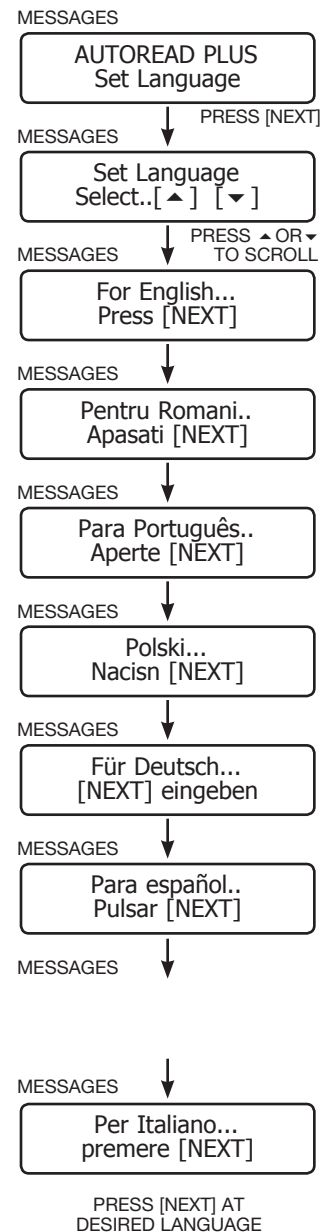 MESSAGES
AUTOREAD PLUS
Set Language
PRESS [NEXT]
MESSAGES
Set Language
Select..[▲] [▼]
PRESS ▲ OR ▼
TO SCROLL
MESSAGES
For English...
Press [NEXT]
MESSAGES
Pentru Romani..
Apasati [NEXT]
MESSAGES
Para Português..
Aperte [NEXT]
MESSAGES
Polski...
Nacisn [NEXT]
MESSAGES
Für Deutsch...
[NEXT] eingeben
MESSAGES
Para español..
Pulsar [NEXT]
MESSAGES
MESSAGES
Per Italiano...
premere [NEXT]
PRESS [NEXT] AT
DESIRED LANGUAGE